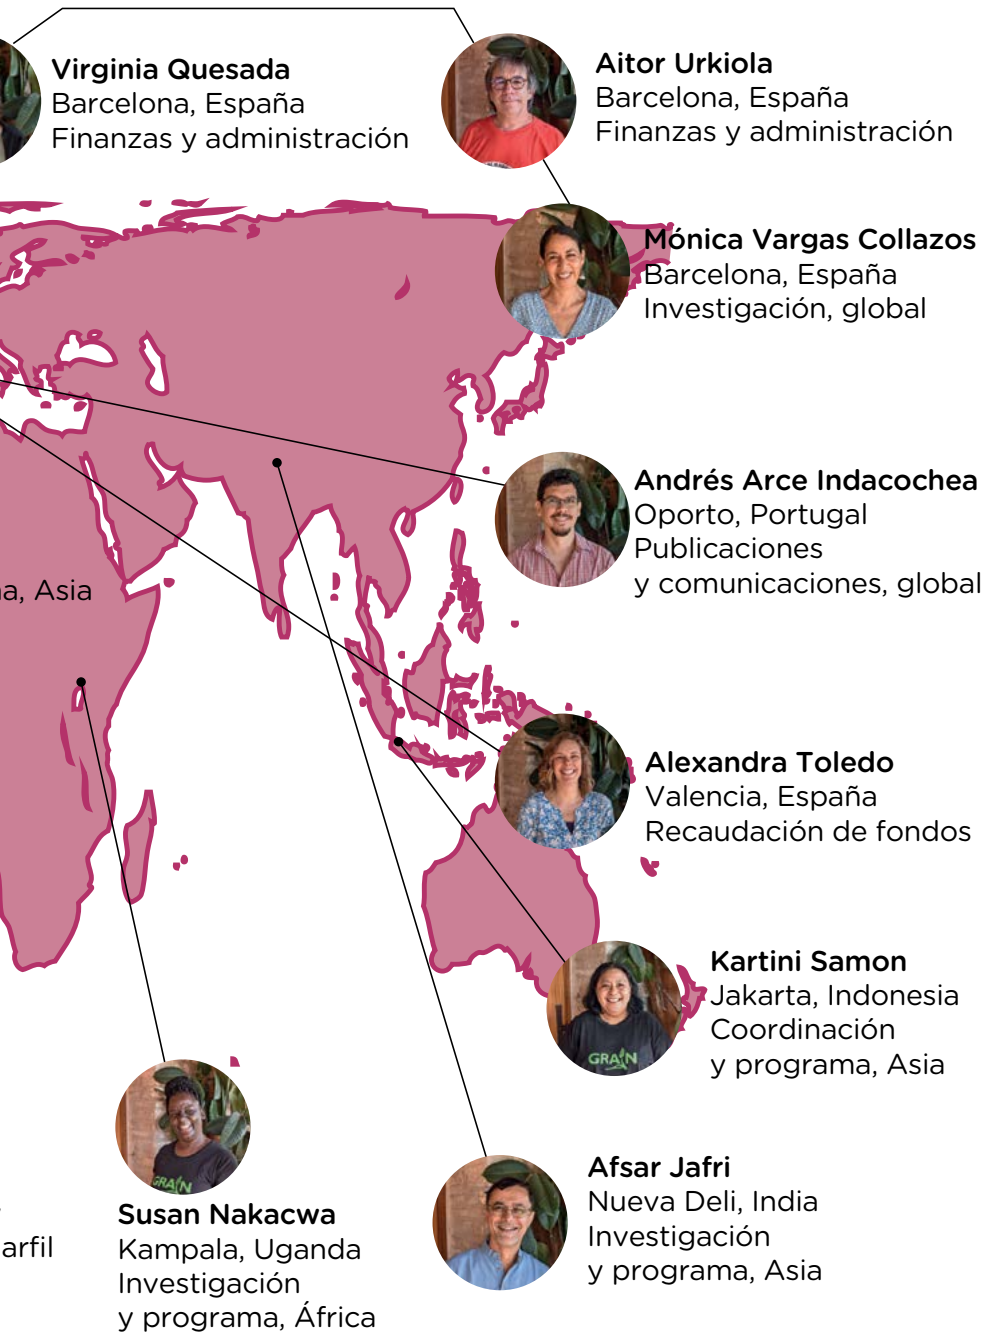 Virginia Quesada
Barcelona, España
Finanzas y administración
Aitor Urkiola
Barcelona, España
Finanzas y administración
Mónica Vargas Collazos
Barcelona, España
Investigación, global
Andrés Arce Indacochea
Oporto, Portugal
Publicaciones
y comunicaciones, global
Asia
Alexandra Toledo
Valencia, España
Recaudación de fondos
Kartini Samon
Jakarta, Indonesia
Coordinación
y programa, Asia
GRAIN
Susan Nakacwa
Kampala, Uganda
Investigación
y programa, África
GRAIN
Afsar Jafri
Nueva Deli, India
Investigación
y programa, Asia
arfil